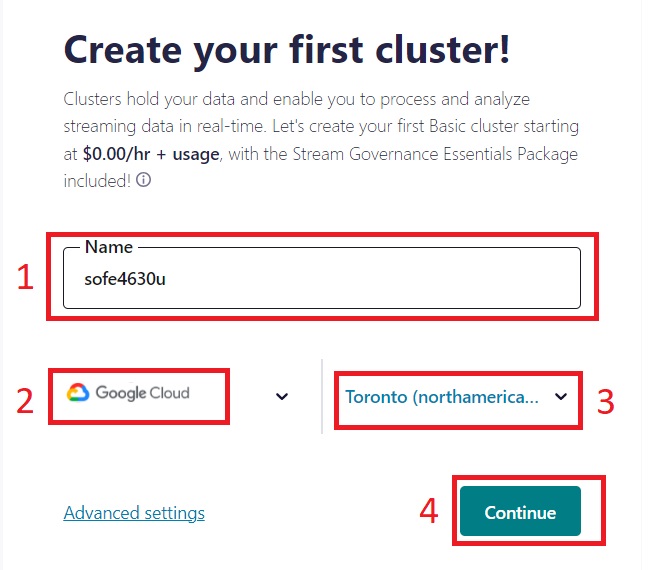 Create your first cluster!
Clusters hold your data and enable you to process and analyze
streaming data in real-time. Let's create your first Basic cluster starting
at $0.00/hr + usage, with the Stream Governance Essentials Package
included!
Name
1 sofe4630u
2 Google Cloud Toronto (northamerica... 3
Advanced settings 4 Continue